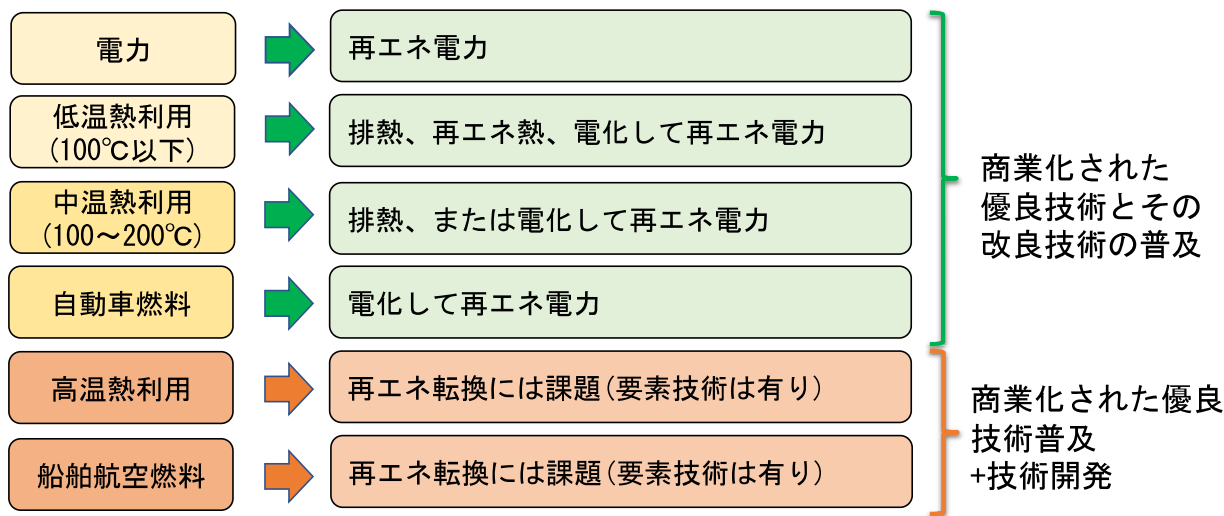 電力
再エネ電力
低温熱利用
(100℃以下)
排熱、再エネ熱、電化して再エネ電力
中温熱利用
(100～200℃)
排熱、または電化して再エネ電力
自動車燃料
電化して再エネ電力
商業化された
優良技術とその
改良技術の普及
高温熱利用
再エネ転換には課題(要素技術は有り)
船舶航空燃料
再エネ転換には課題(要素技術は有り)
商業化された優良
技術普及
+技術開発